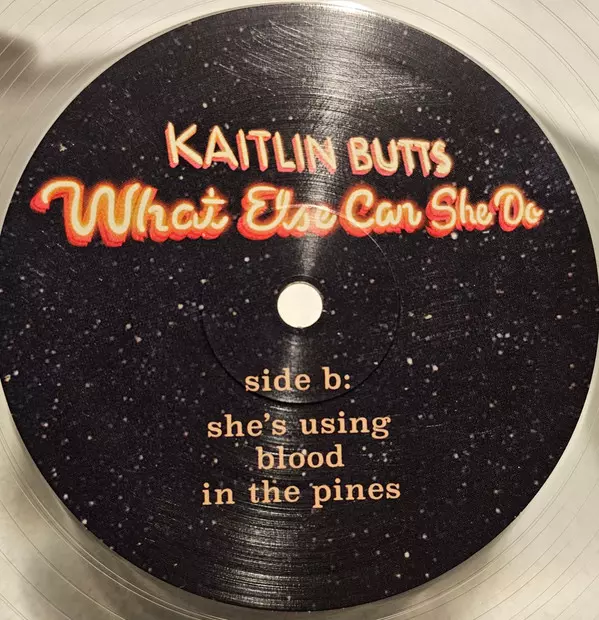 KAITLIN BUTTS
What Else Can She Do
side b:
she's using
blood
in the pines